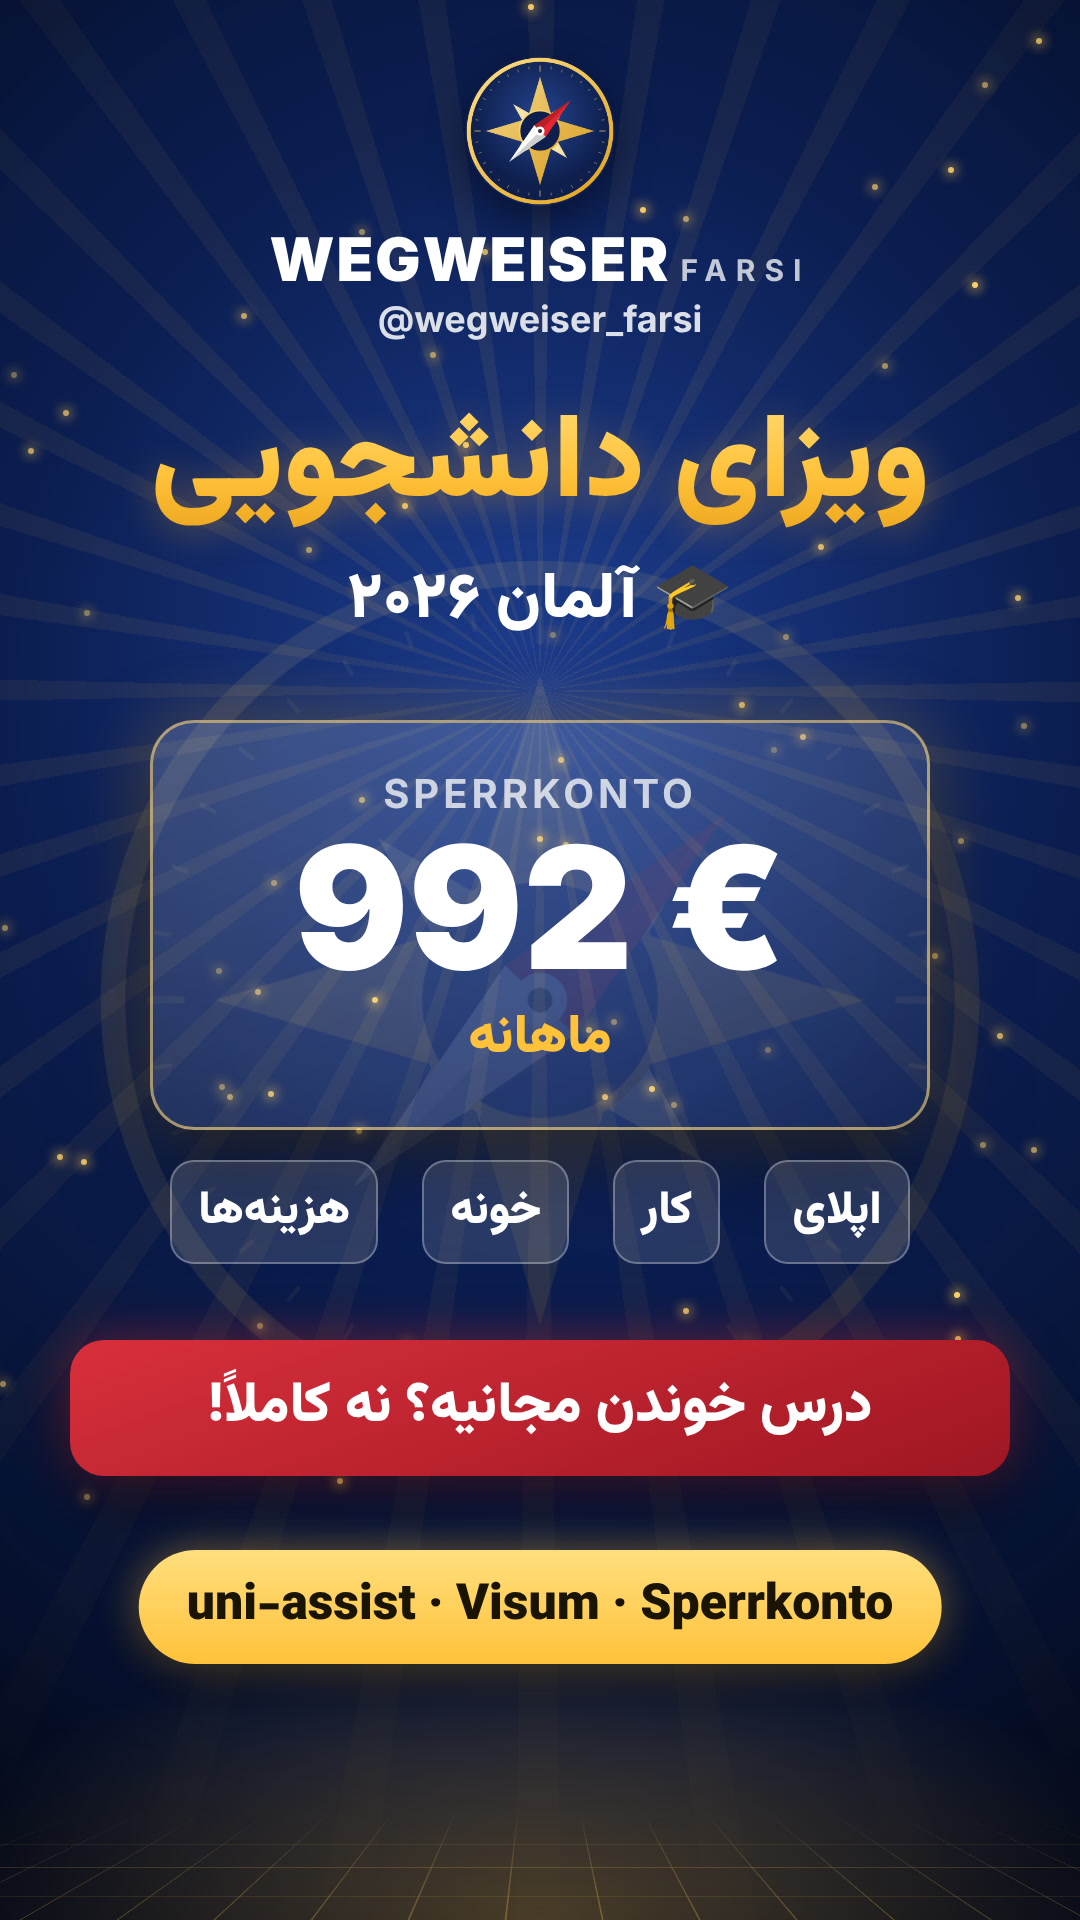 WEGWEISER FARSI
@wegweiser_farsi
ویزای دانشجویی
🎓 آلمان ۲۰۲۶
SPERRKONTO
992 €
ماهانه
اپلای
کار
خونه
هزینه‌ها
درس خوندن مجانیه؟ نه کاملاً!
uni-assist · Visum · Sperrkonto